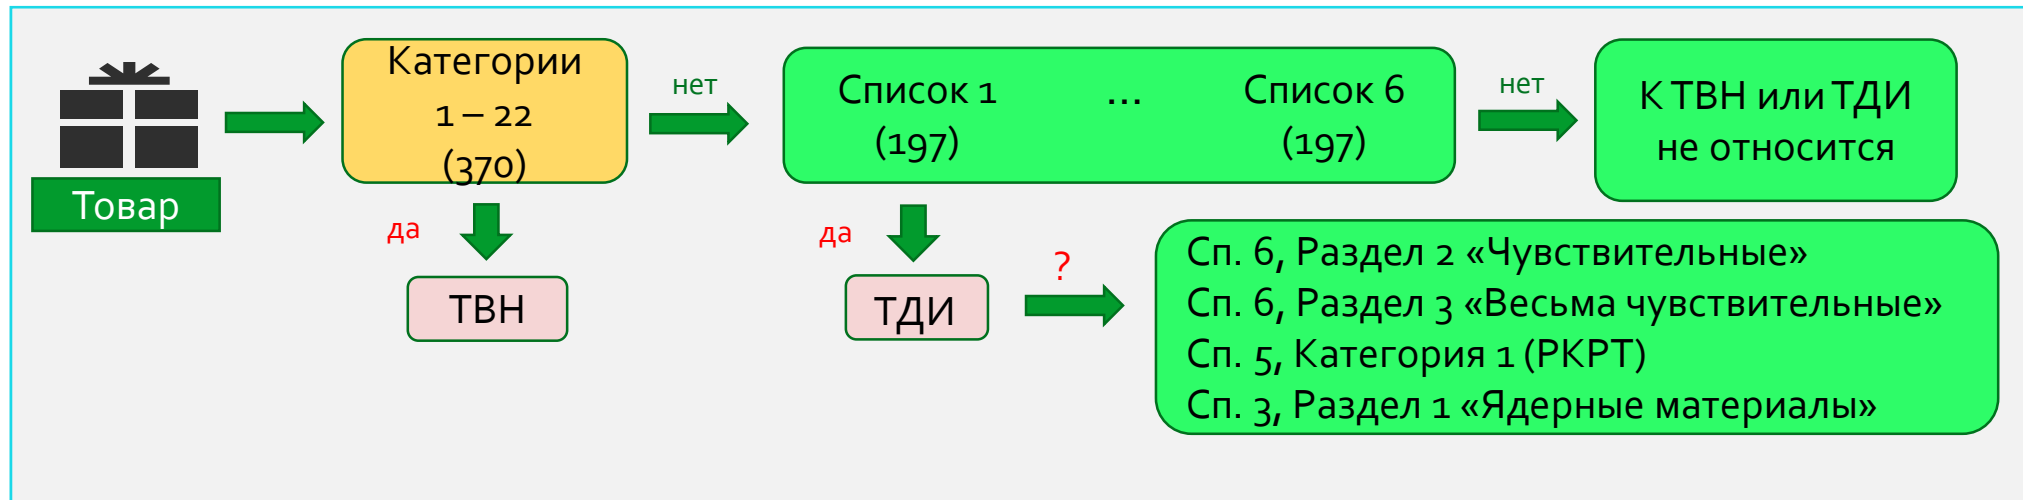 Товар
Категории
1 – 22
(370)
да
ТВН
нет
Список 1 ... Список 6
(197) (197)
да
ТДИ
?
нет
К ТВН или ТДИ
не относится
Сп. 6, Раздел 2 «Чувствительные»
Сп. 6, Раздел 3 «Весьма чувствительные»
Сп. 5, Категория 1 (РКРТ)
Сп. 3, Раздел 1 «Ядерные материалы»